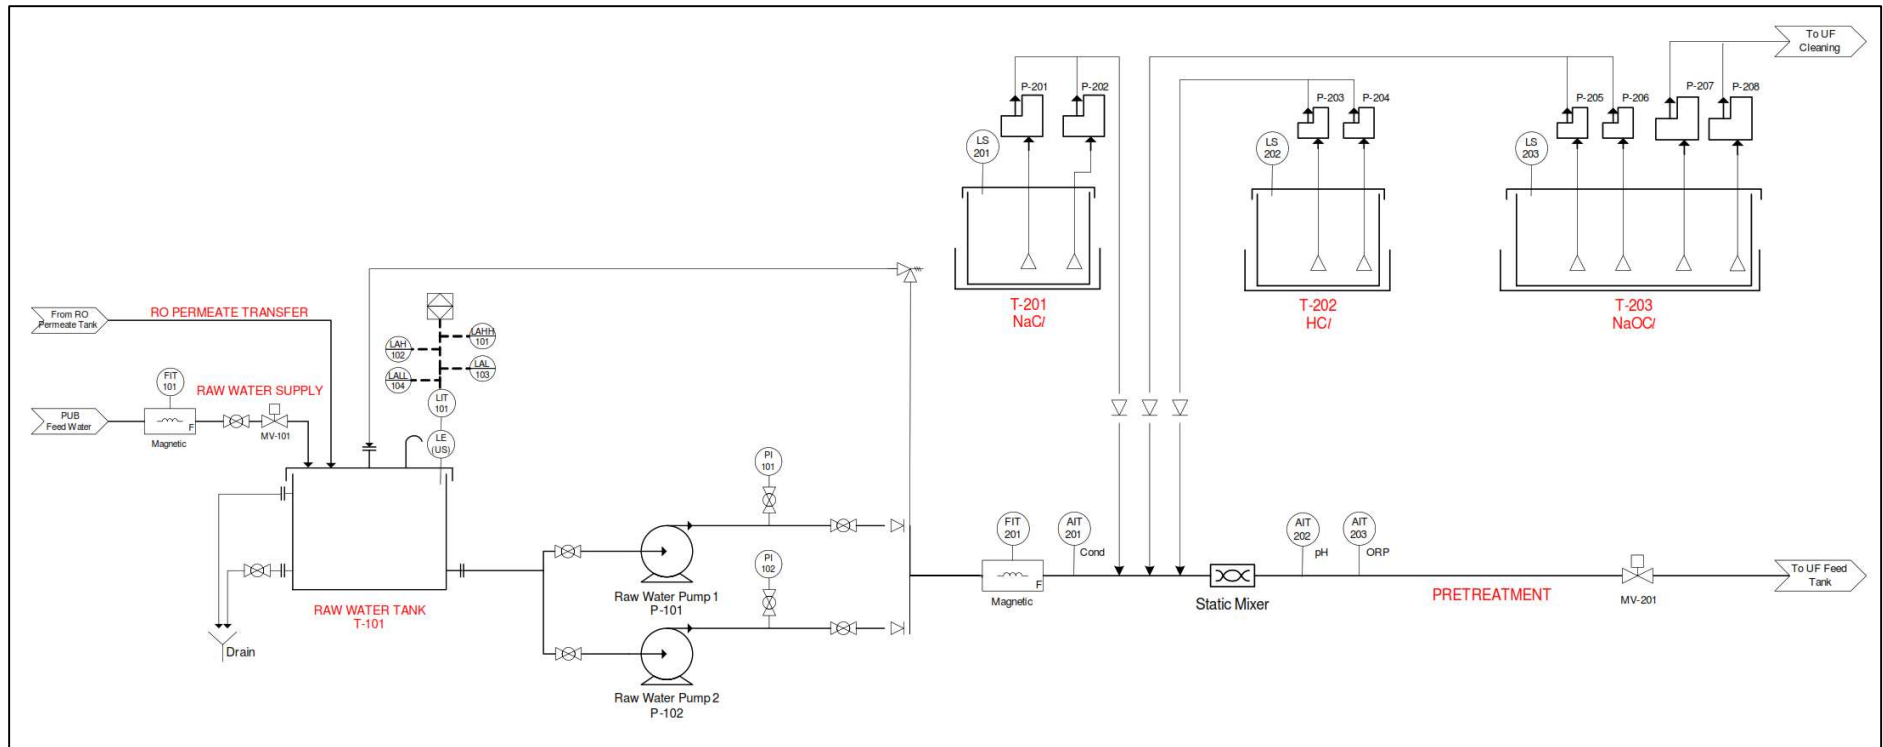 To UF
Cleaning
P-201
P-202
P-203
P-204
P-205
P-206
P-207
P-208
LS
201
LS
202
LS
203
T-201
NaCl
T-202
HCl
T-203
NaOCl
From RO
Permeate Tank
RO PERMEATE TRANSFER
LAHH
101
LAH
102
LAL
103
LALL
104
FIT
101
RAW WATER SUPPLY
LIT
101
PUB
Feed Water
F
Magnetic
MV-101
LE
(US)
PI
101
FIT
201
AIT
201
Cond
AIT
202
pH
AIT
203
ORP
PI
102
F
Magnetic
Static Mixer
PRETREATMENT
MV-201
To UF Feed
Tank
Raw Water Pump 1
P-101
RAW WATER TANK
T-101
Drain
Raw Water Pump 2
P-102